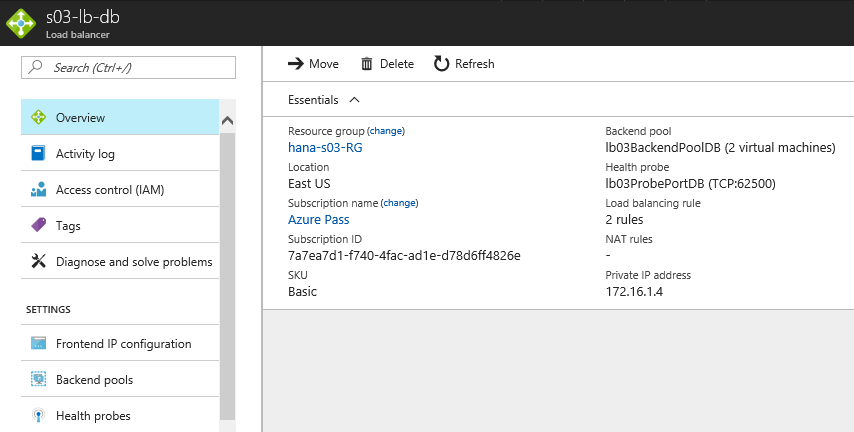 s03-lb-db
Load balancer
Search (Ctrl+/)
Overview
Activity log
Access control (IAM)
Tags
Diagnose and solve problems
SETTINGS
Frontend IP configuration
Backend pools
Health probes
Move Delete Refresh
Essentials
Resource group (change)
hana-s03-RG
Location
East US
Subscription name (change)
Azure Pass
Subscription ID
7a7ea7d1-f740-4fac-ad1e-d78d6ff4826e
SKU
Basic
Backend pool
lb03BackendPoolDB (2 virtual machines)
Health probe
lb03ProbePortDB (TCP:62500)
Load balancing rule
2 rules
NAT rules
-
Private IP address
172.16.1.4